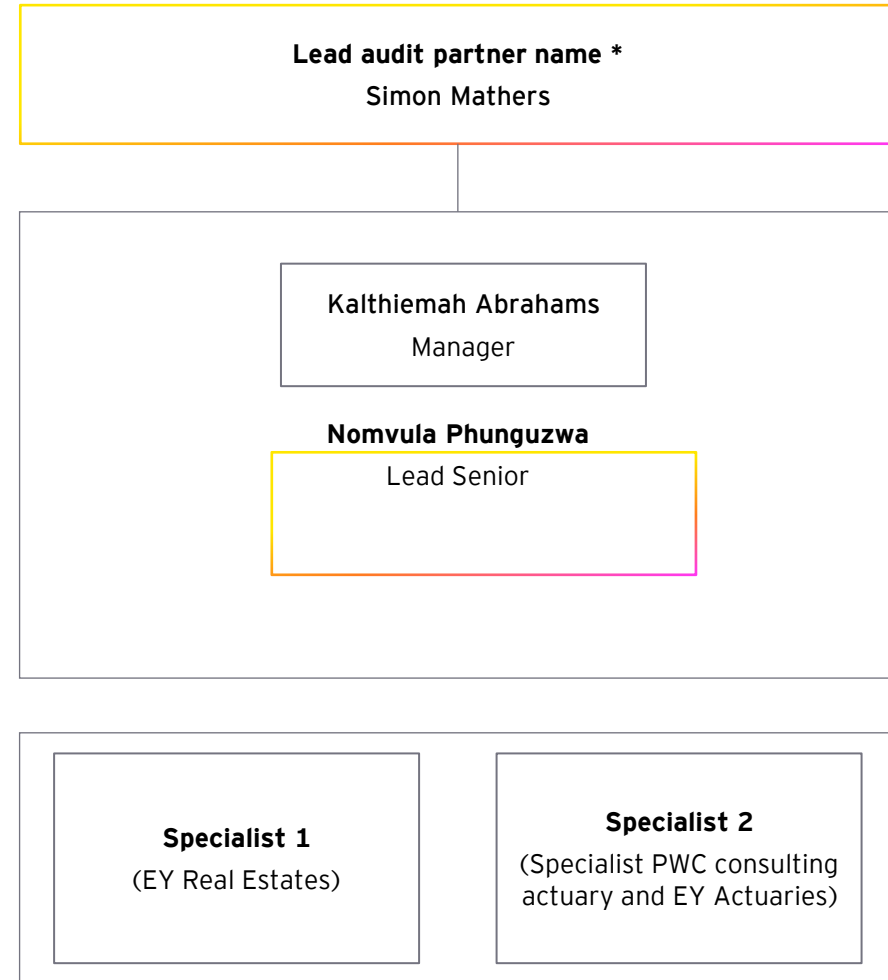 Lead audit partner name *
Simon Mathers
Kalthiemah Abrahams
Manager
Nomvula Phunguzwa
Lead Senior
Specialist 1
(EY Real Estates)
Specialist 2
(Specialist PWC consulting
actuary and EY Actuaries)